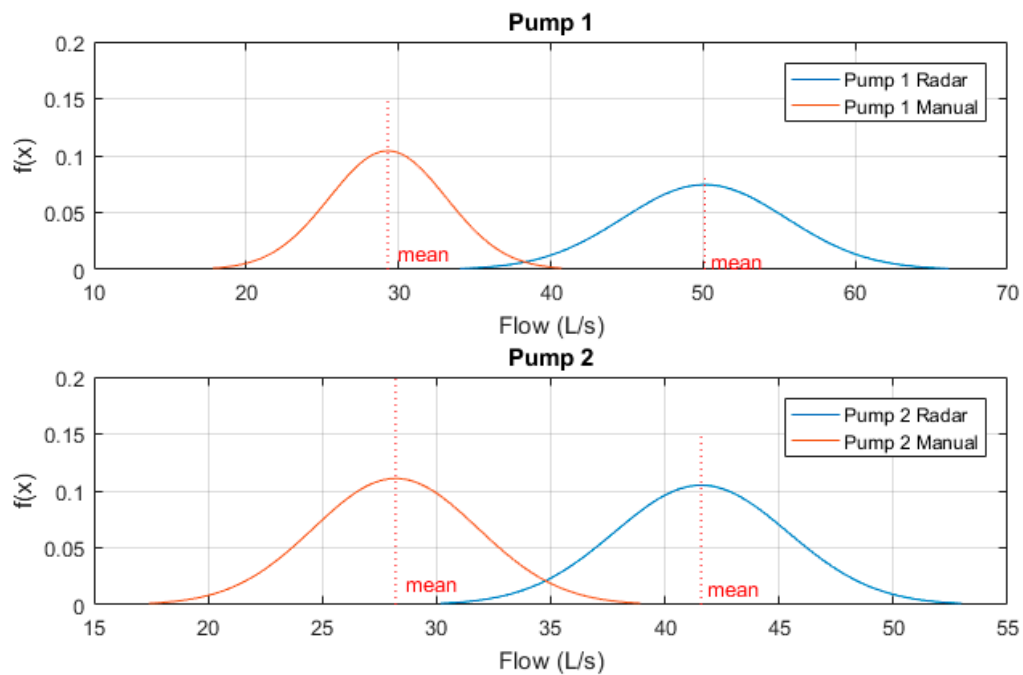 Pump 1
0.2
0.15
0.1
0.05
0
f(x)
Pump 1 Radar
Pump 1 Manual
mean
mean
10 20 30 40 50 60 70
Flow (L/s)
Pump 2
0.2
0.15
0.1
0.05
0
f(x)
Pump 2 Radar
Pump 2 Manual
mean
mean
15 20 25 30 35 40 45 50 55
Flow (L/s)